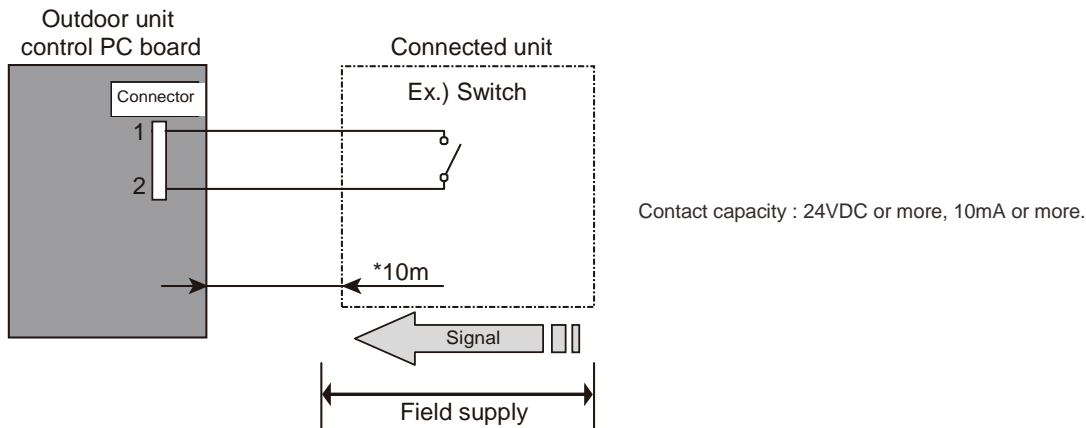 Outdoor unit
control PC board
Connected unit
Connector
Ex.) Switch
1
2
Contact capacity : 24VDC or more, 10mA or more.
*10m
Signal
Field supply